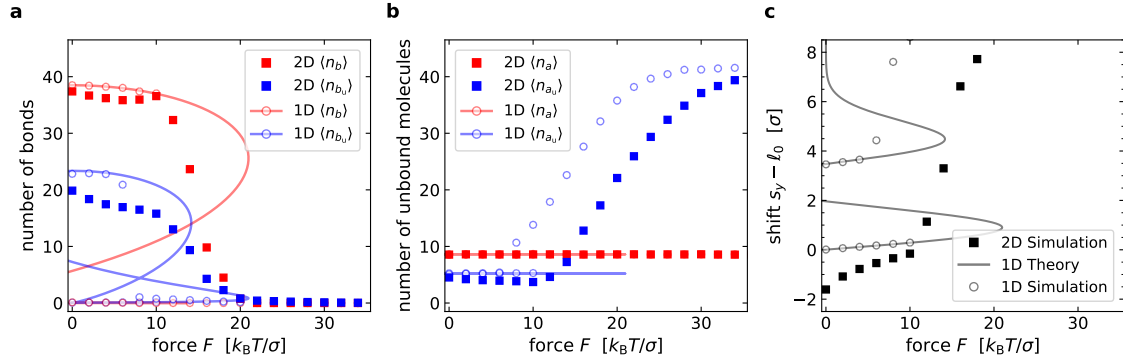 a
number of bonds
40
30
20
10
0
2D ⟨n_b⟩
2D ⟨n_{b_u}⟩
1D ⟨n_b⟩
1D ⟨n_{b_u}⟩
0 10 20 30
force F [k_BT/σ]
b
number of unbound molecules
40
30
20
10
0
2D ⟨n_a⟩
2D ⟨n_{a_u}⟩
1D ⟨n_a⟩
1D ⟨n_{a_u}⟩
0 10 20 30
force F [k_BT/σ]
c
shift s_y − ℓ_0 [σ]
8
6
4
2
0
−2
2D Simulation
1D Theory
1D Simulation
0 10 20 30
force F [k_BT/σ]